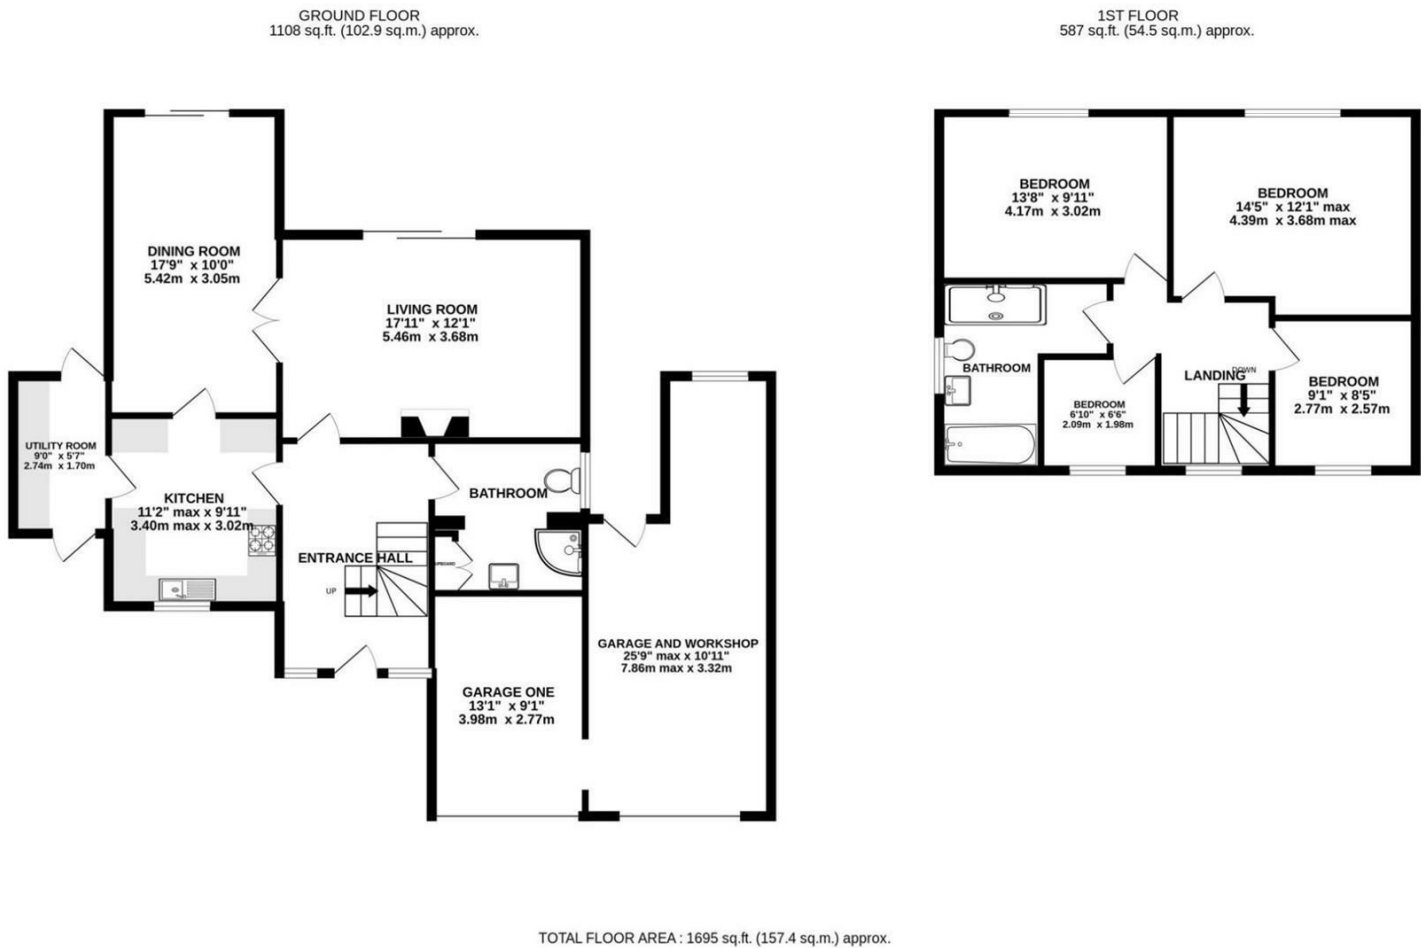 GROUND FLOOR
1108 sq.ft. (102.9 sq.m.) approx.
1ST FLOOR
587 sq.ft. (54.5 sq.m.) approx.
DINING ROOM
17'9" x 10'0"
5.42m x 3.05m
LIVING ROOM
17'11" x 12'1"
5.46m x 3.68m
UTILITY ROOM
9'0" x 5'7"
2.74m x 1.70m
KITCHEN
11'2" max x 9'11"
3.40m max x 3.02m
ENTRANCE HALL
UP
BATHROOM
CUPBOARD
GARAGE ONE
13'1" x 9'1"
3.98m x 2.77m
GARAGE AND WORKSHOP
25'9" max x 10'11"
7.86m max x 3.32m
BEDROOM
13'8" x 9'11"
4.17m x 3.02m
BEDROOM
14'5" x 12'1" max
4.39m x 3.68m max
BATHROOM
BEDROOM
6'10" x 6'6"
2.09m x 1.98m
LANDING
DOWN
BEDROOM
9'1" x 8'5"
2.77m x 2.57m
TOTAL FLOOR AREA : 1695 sq.ft. (157.4 sq.m.) approx.